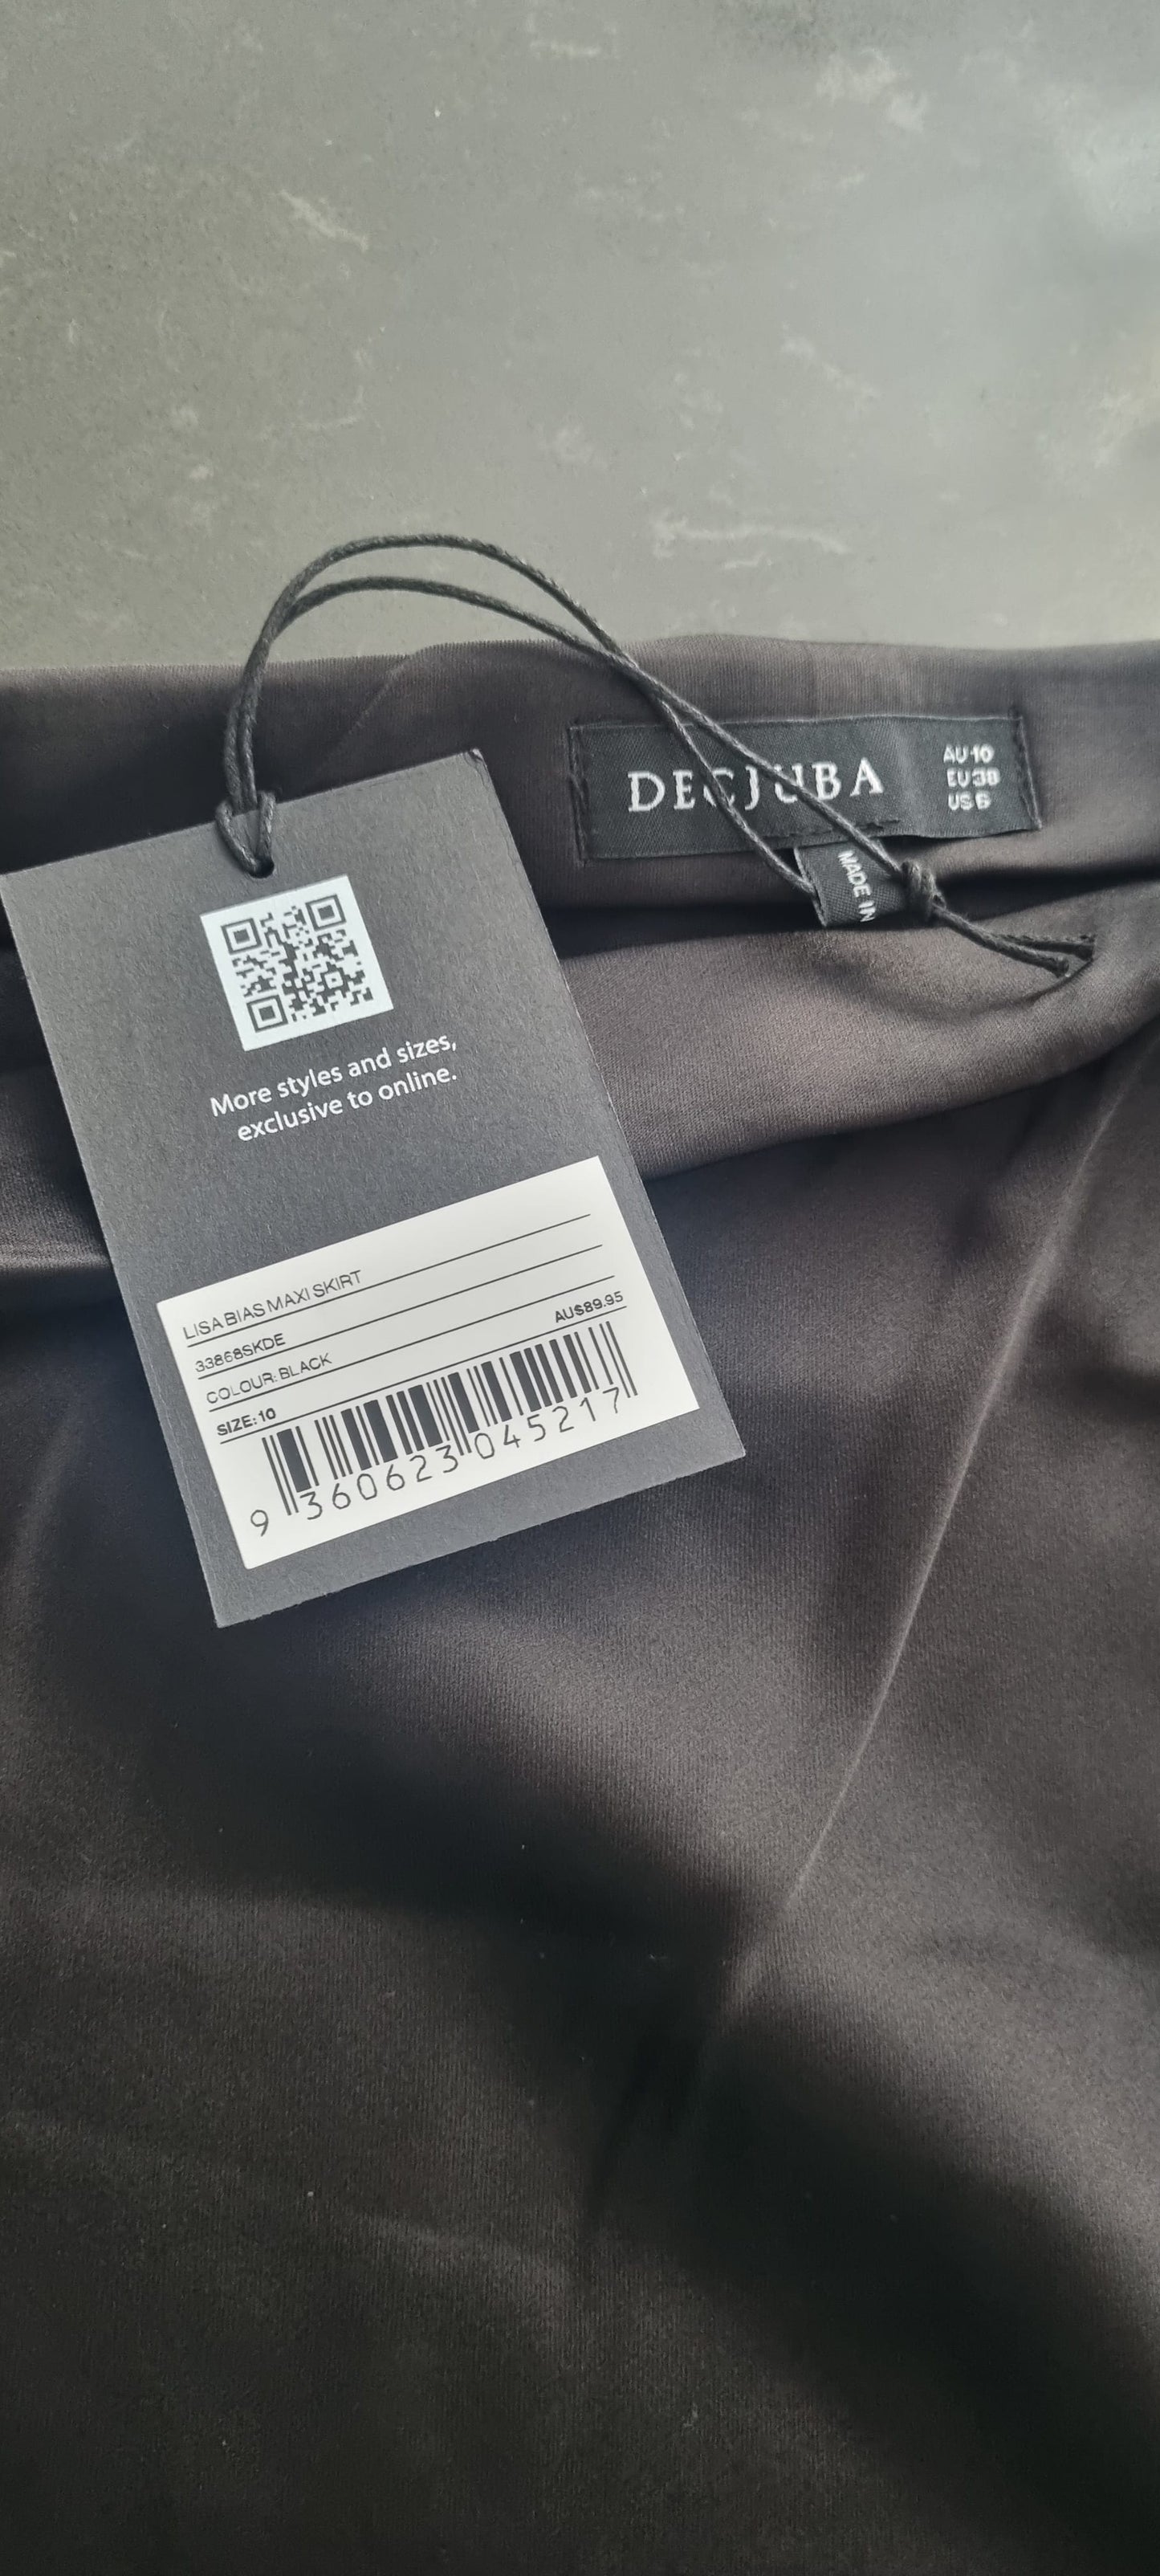 DECJUBA
AU 10
EU 38
US 6
MADE IN
More styles and sizes,
exclusive to online.
LISA BIAS MAXI SKIRT
33868SKDE
COLOUR: BLACK
SIZE: 10 AU$89.95
9 360623 045217